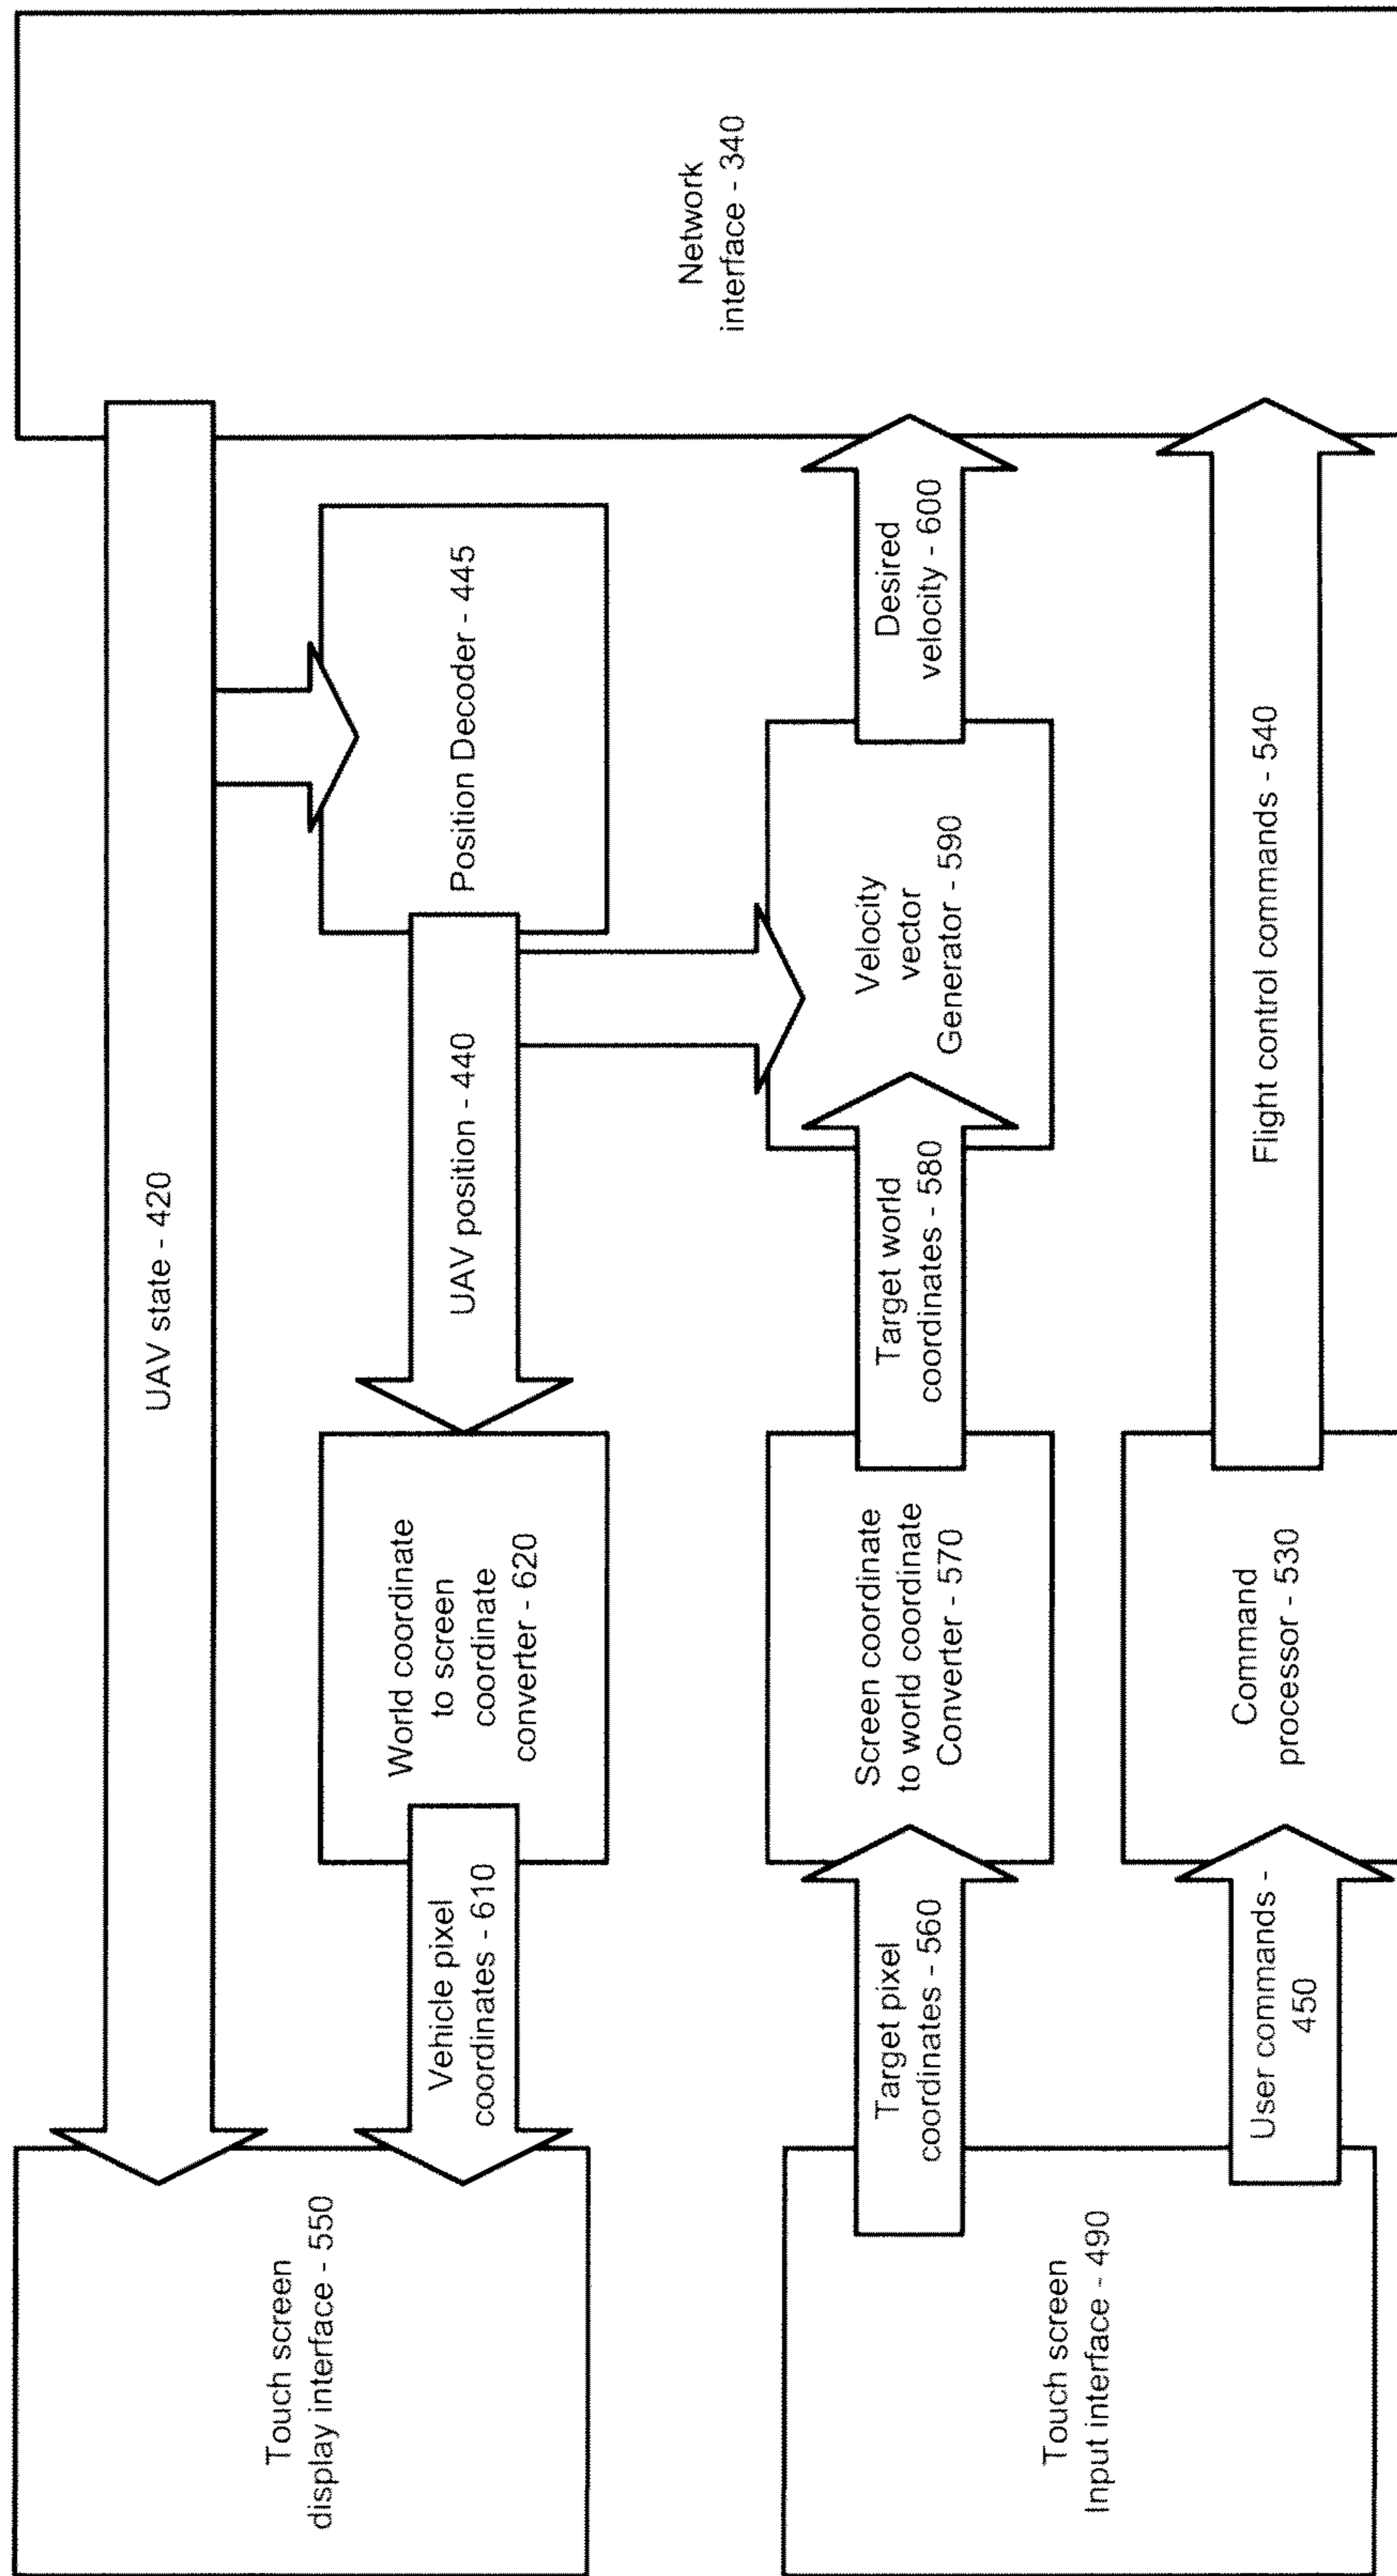 Touch screen
display interface - 550
UAV state - 420
Network
interface - 340
Vehicle pixel
coordinates - 610
World coordinate
to screen
coordinate
converter - 620
UAV position - 440
Position Decoder - 445
Touch screen
Input interface - 490
Target pixel
coordinates - 560
Screen coordinate
to world coordinate
Converter - 570
Target world
coordinates - 580
Velocity
vector
Generator - 590
Desired
velocity - 600
User commands -
450
Command
processor - 530
Flight control commands - 540